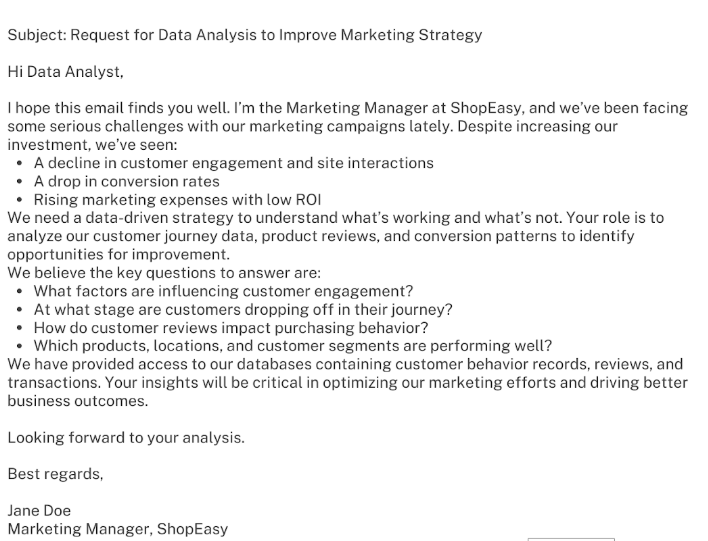 Subject: Request for Data Analysis to Improve Marketing Strategy
Hi Data Analyst,
I hope this email finds you well. I'm the Marketing Manager at ShopEasy, and we've been facing
some serious challenges with our marketing campaigns lately. Despite increasing our
investment, we've seen:
• A decline in customer engagement and site interactions
• A drop in conversion rates
• Rising marketing expenses with low ROI
We need a data-driven strategy to understand what's working and what's not. Your role is to
analyze our customer journey data, product reviews, and conversion patterns to identify
opportunities for improvement.
We believe the key questions to answer are:
• What factors are influencing customer engagement?
• At what stage are customers dropping off in their journey?
• How do customer reviews impact purchasing behavior?
• Which products, locations, and customer segments are performing well?
We have provided access to our databases containing customer behavior records, reviews, and
transactions. Your insights will be critical in optimizing our marketing efforts and driving better
business outcomes.
Looking forward to your analysis.
Best regards,
Jane Doe
Marketing Manager, ShopEasy